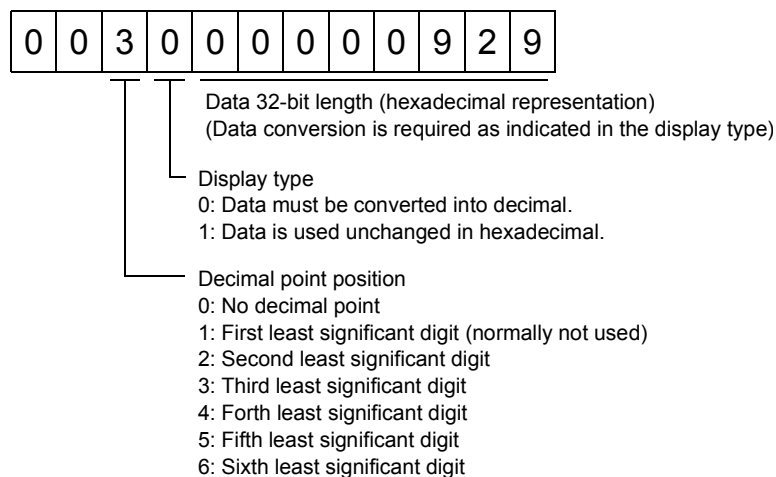 0 0 3 0 0 0 0 0 0 9 2 9
Data 32-bit length (hexadecimal representation)
(Data conversion is required as indicated in the display type)
Display type
0: Data must be converted into decimal.
1: Data is used unchanged in hexadecimal.
Decimal point position
0: No decimal point
1: First least significant digit (normally not used)
2: Second least significant digit
3: Third least significant digit
4: Forth least significant digit
5: Fifth least significant digit
6: Sixth least significant digit